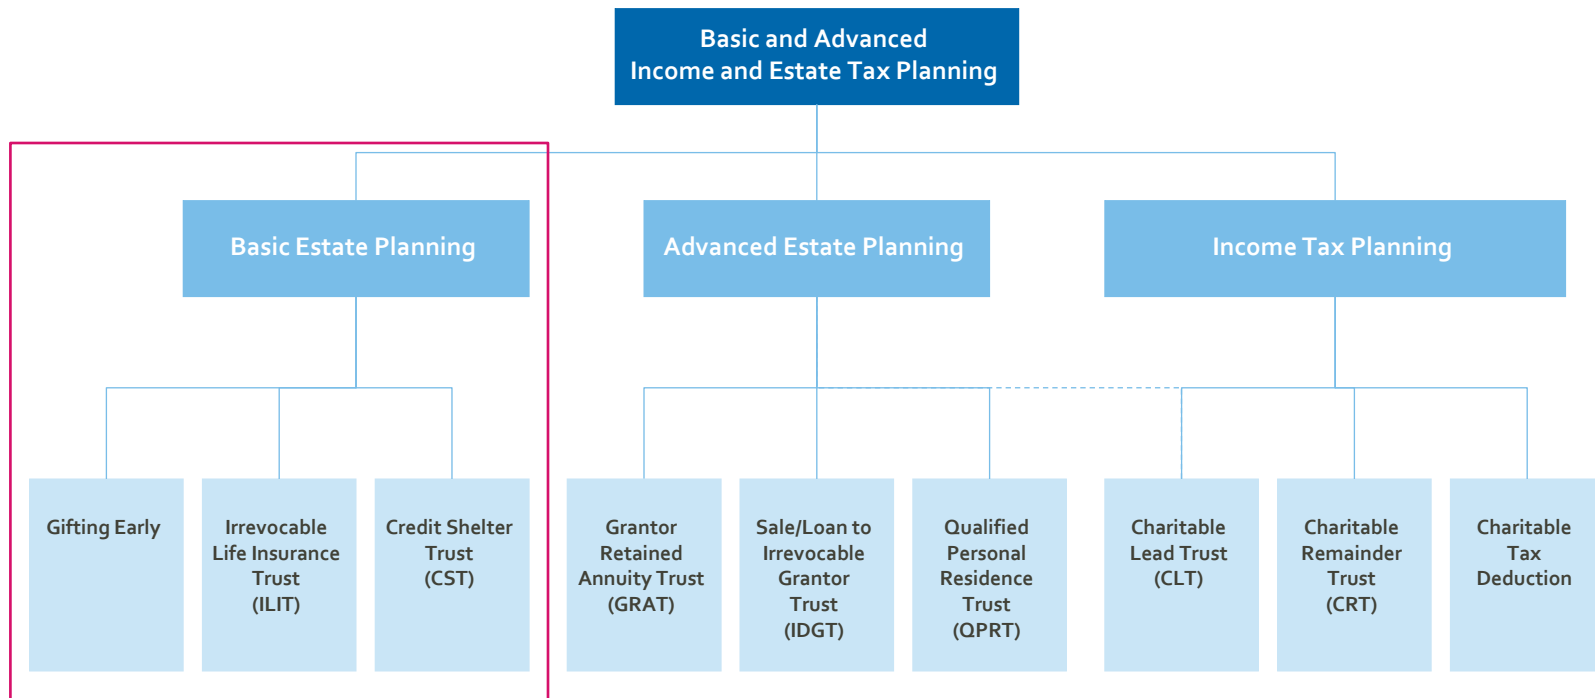 Basic and Advanced
Income and Estate Tax Planning
Basic Estate Planning
Advanced Estate Planning
Income Tax Planning
Gifting Early
Irrevocable
Life Insurance
Trust
(ILIT)
Credit Shelter
Trust
(CST)
Grantor
Retained
Annuity Trust
(GRAT)
Sale/Loan to
Irrevocable
Grantor
Trust
(IDGT)
Qualified
Personal
Residence
Trust
(QPRT)
Charitable
Lead Trust
(CLT)
Charitable
Remainder
Trust
(CRT)
Charitable
Tax
Deduction